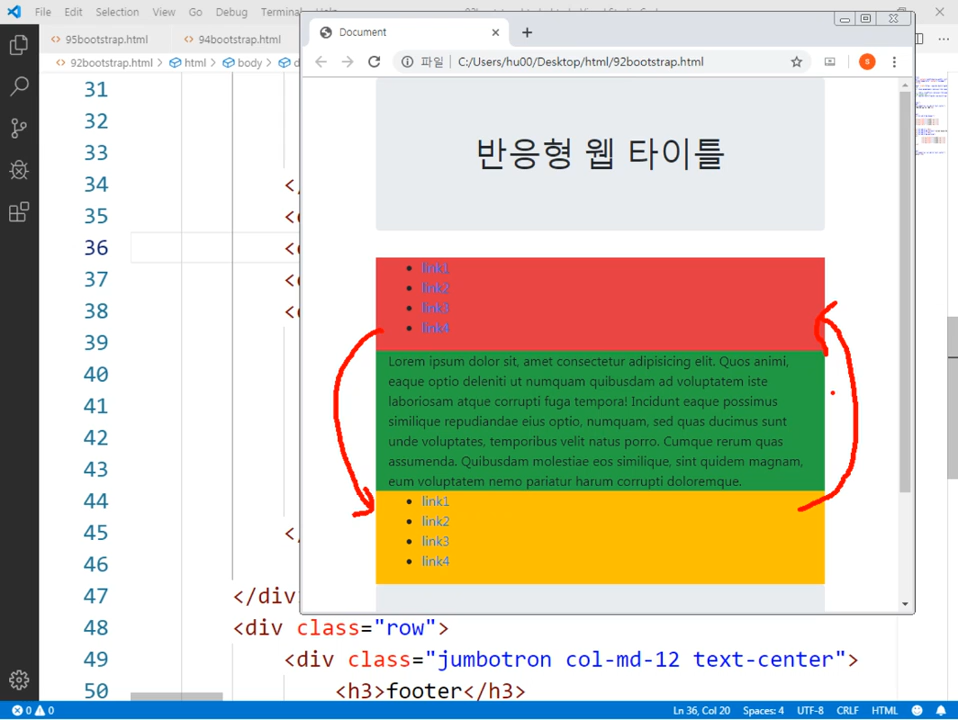 File Edit Selection View Go Debug Terminal
Document
95bootstrap.html 94bootstrap.html
파일 C:/Users/hu00/Desktop/html/92bootstrap.html
S
92bootstrap.html > html > body > d
반응형 웹 타이틀
31
32
33
34 </
35 <
36 <
37 <
38 <
39
40
41
42
43
44
45 </
46
47 </div
48 <div class="row">
49 <div class="jumbotron col-md-12 text-center">
50 <h3>footer</h3>
link1
link2
link3
link4
Lorem ipsum dolor sit, amet consectetur adipisicing elit. Quos animi,
eaque optio deleniti ut numquam quibusdam ad voluptatem iste
laboriosam atque corrupti fuga tempora! Incidunt eaque possimus
similique repudiandae eius optio, numquam, sed quas ducimus sunt
unde voluptates, temporibus velit natus porro. Cumque rerum quas
assumenda. Quibusdam molestiae eos similique, sint quidem magnam,
eum voluptatem nemo pariatur harum corrupti doloremque.
link1
link2
link3
link4
0 0 Ln 36, Col 20 Spaces: 4 UTF-8 CRLF HTML